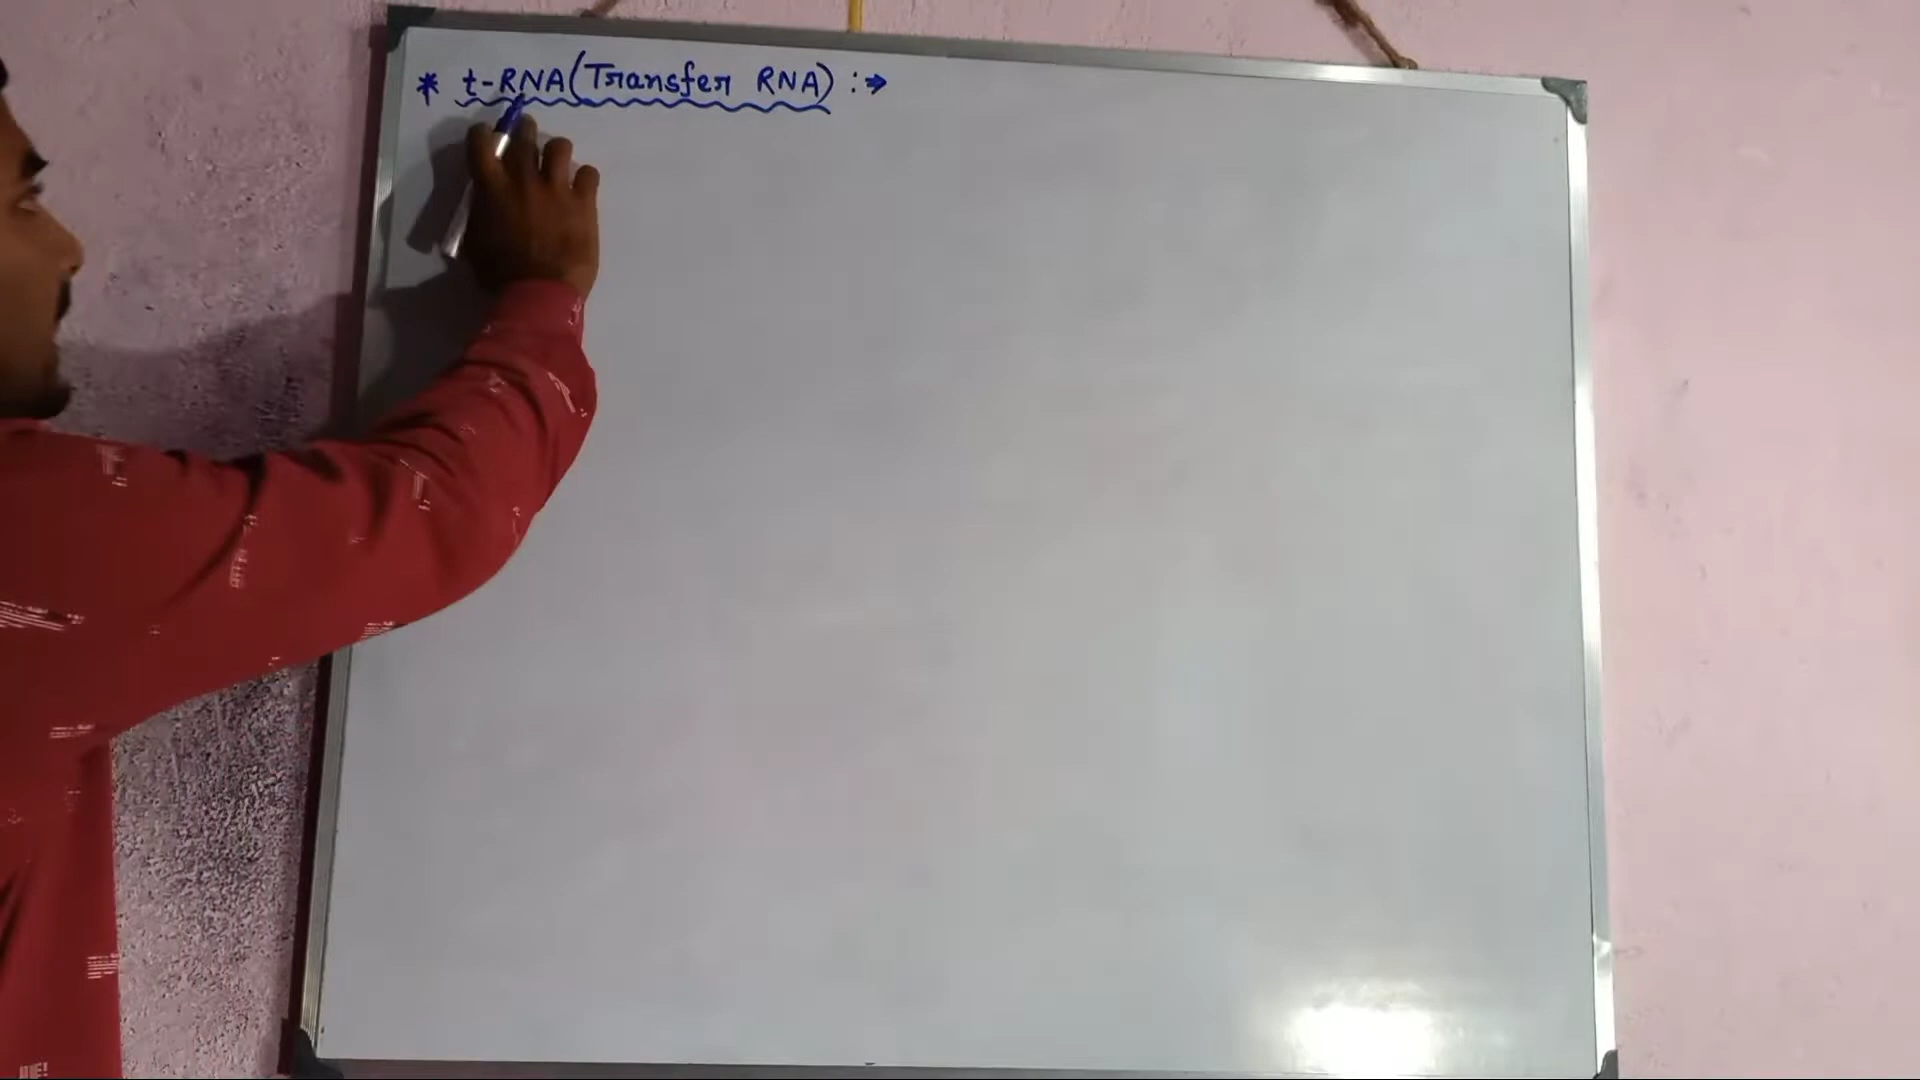 * t-RNA(Transfer RNA) :→